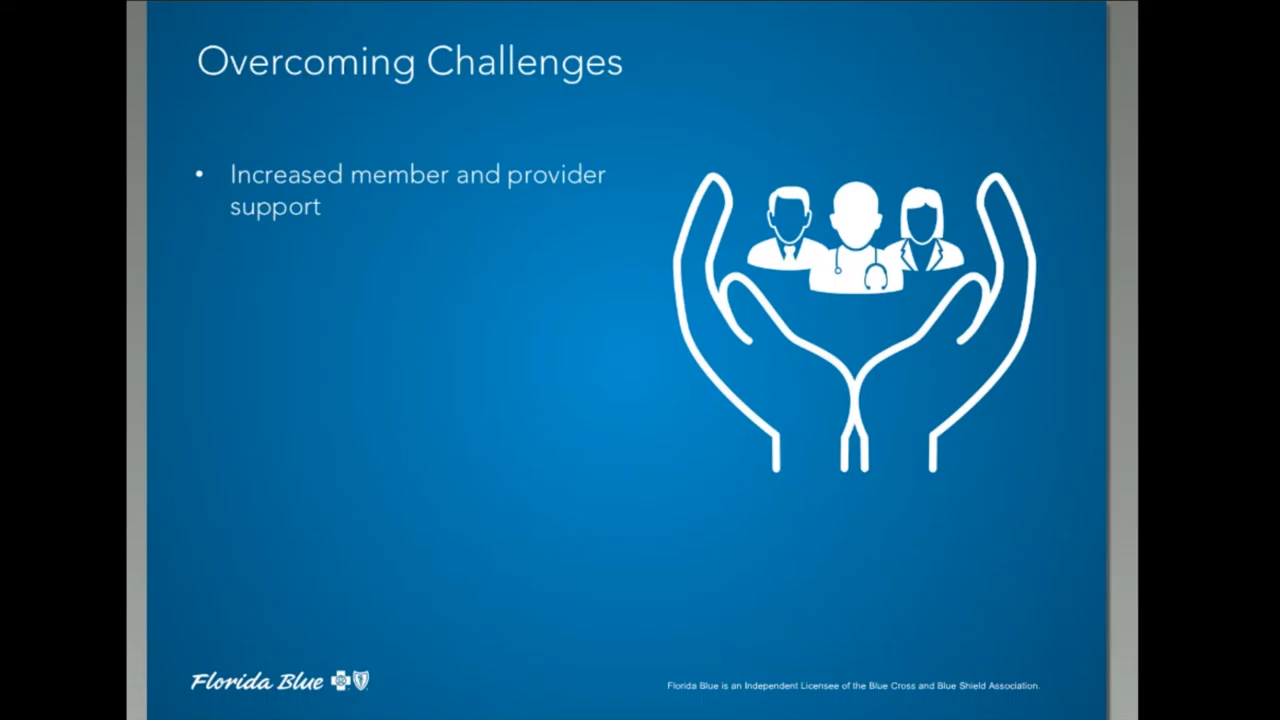 Overcoming Challenges
• Increased member and provider
support
Florida Blue
Florida Blue is an Independent Licensee of the Blue Cross and Blue Shield Association.